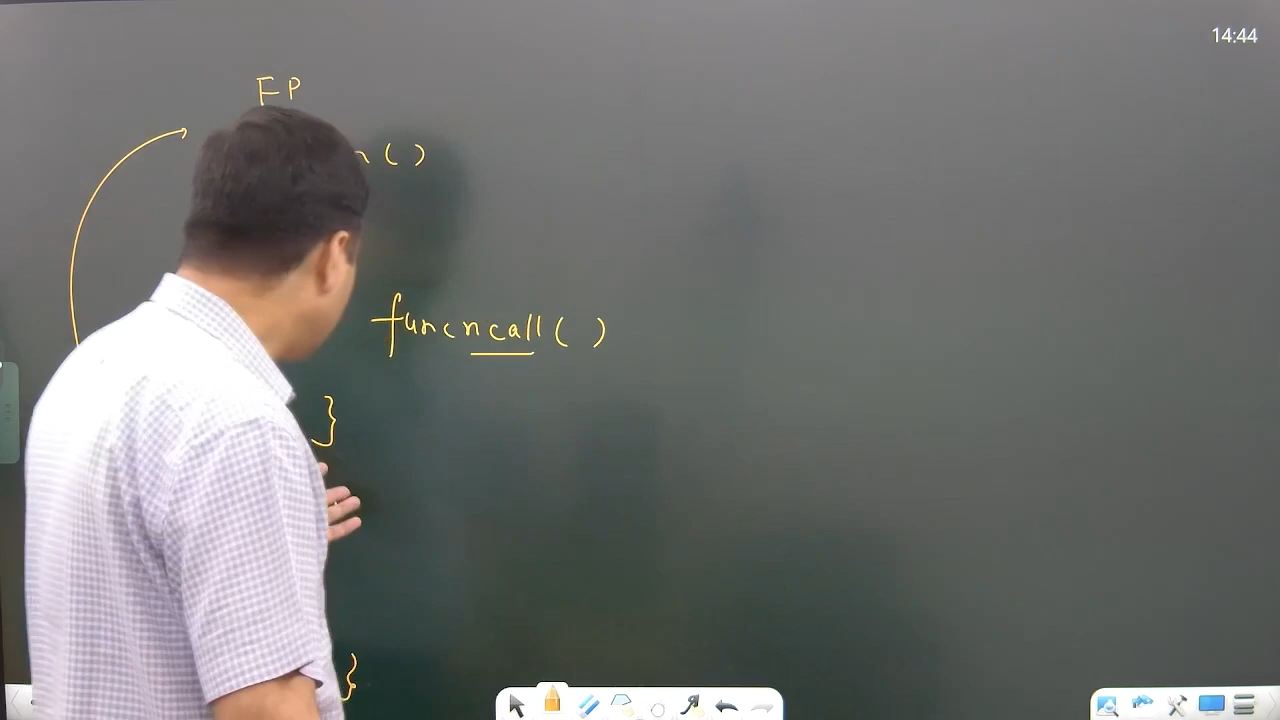 14:44
FP
n ( )
funcncall ( )
}
}